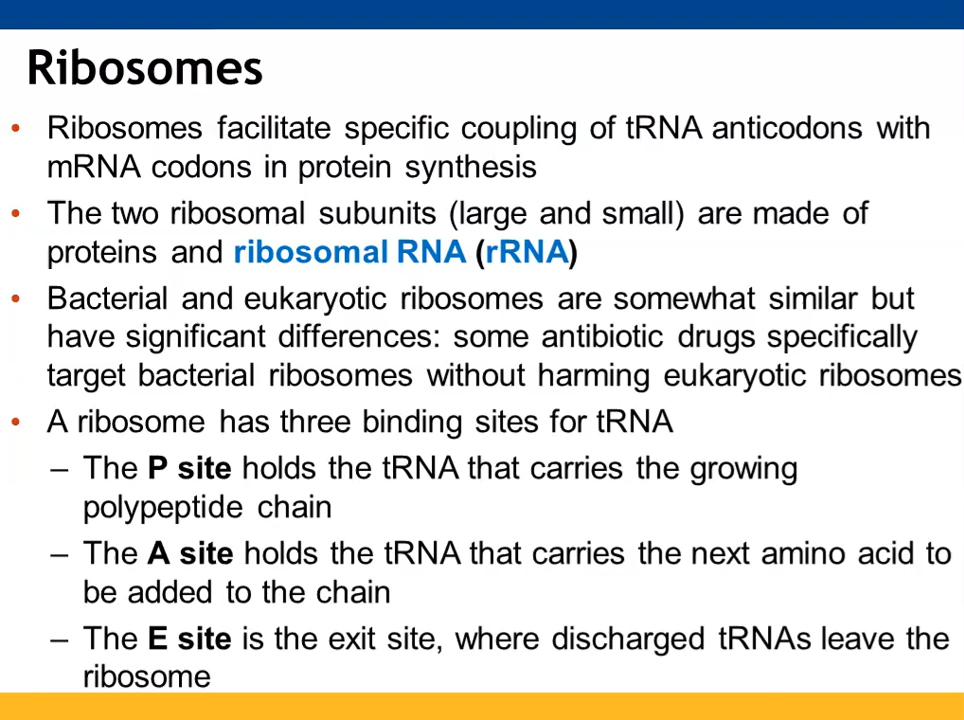 Ribosomes
• Ribosomes facilitate specific coupling of tRNA anticodons with
mRNA codons in protein synthesis
• The two ribosomal subunits (large and small) are made of
proteins and ribosomal RNA (rRNA)
• Bacterial and eukaryotic ribosomes are somewhat similar but
have significant differences: some antibiotic drugs specifically
target bacterial ribosomes without harming eukaryotic ribosomes
• A ribosome has three binding sites for tRNA
– The P site holds the tRNA that carries the growing
polypeptide chain
– The A site holds the tRNA that carries the next amino acid to
be added to the chain
– The E site is the exit site, where discharged tRNAs leave the
ribosome